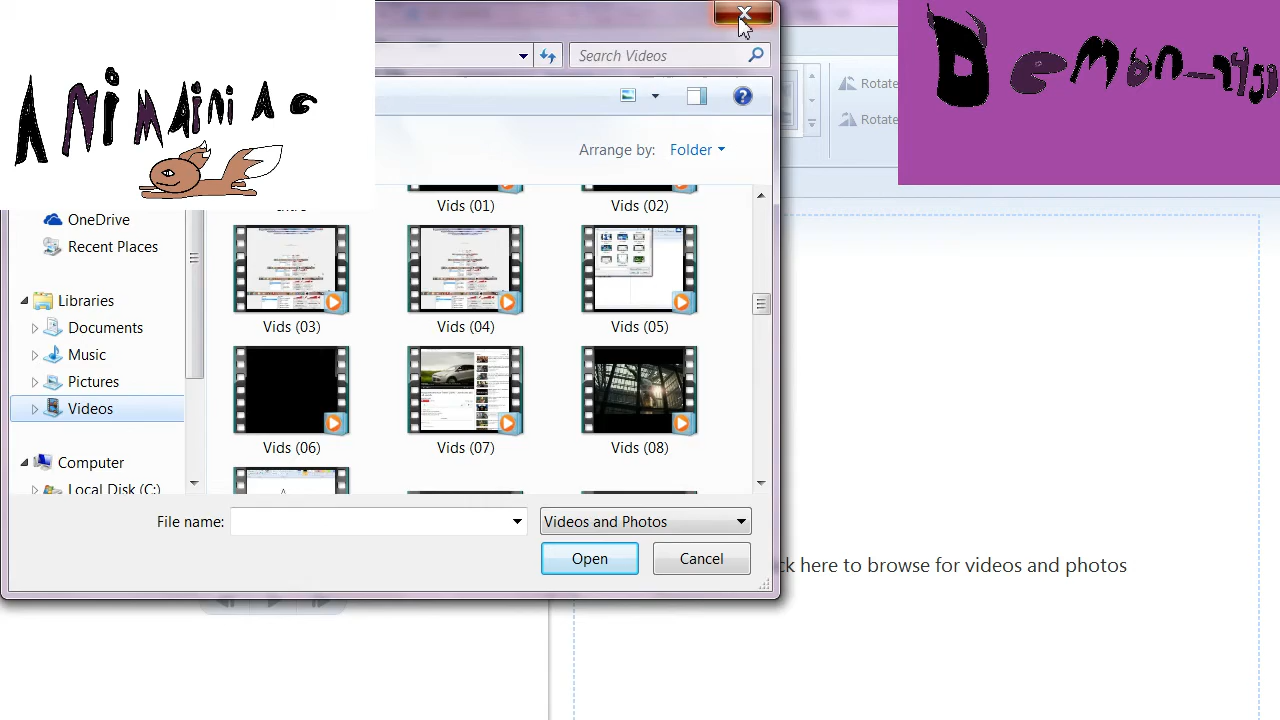 ANiMAiNi A C
Demon_
Search Videos
Rotate
Rotate
Arrange by: Folder
OneDrive
Recent Places
Libraries
Documents
Music
Pictures
Videos
Computer
Local Disk (C:)
Vids (01)
Vids (02)
Vids (03)
Vids (04)
Vids (05)
Vids (06)
Vids (07)
Vids (08)
File name:
Videos and Photos
Open
Cancel
ck here to browse for videos and photos